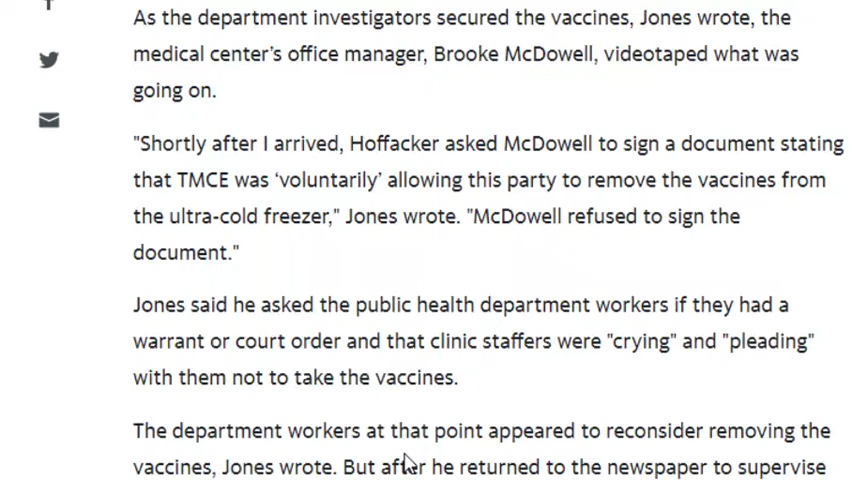 As the department investigators secured the vaccines, Jones wrote, the
medical center's office manager, Brooke McDowell, videotaped what was
going on.
"Shortly after I arrived, Hoffacker asked McDowell to sign a document stating
that TMCE was 'voluntarily' allowing this party to remove the vaccines from
the ultra-cold freezer," Jones wrote. "McDowell refused to sign the
document."
Jones said he asked the public health department workers if they had a
warrant or court order and that clinic staffers were "crying" and "pleading"
with them not to take the vaccines.
The department workers at that point appeared to reconsider removing the
vaccines, Jones wrote. But after he returned to the newspaper to supervise